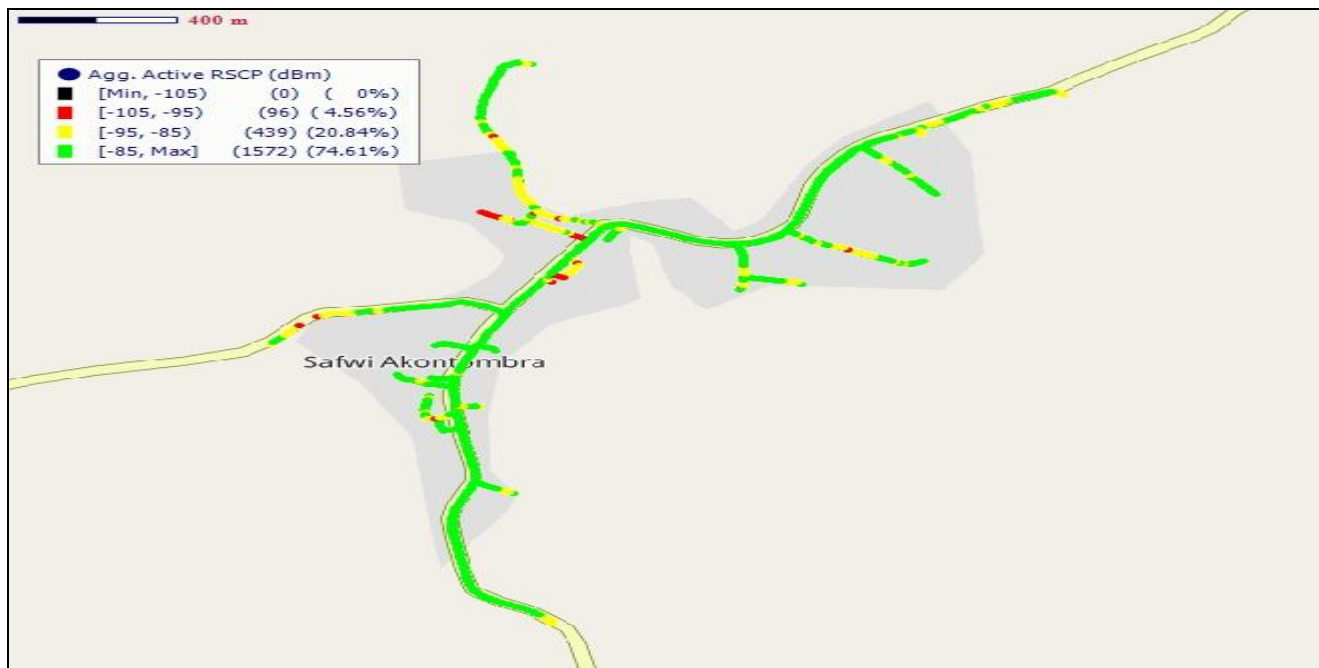 400 m
Agg. Active RSCP (dBm)
[Min, -105) (0) ( 0%)
[-105, -95) (96) ( 4.56%)
[-95, -85) (439) (20.84%)
[-85, Max] (1572) (74.61%)
Safwi Akontombra